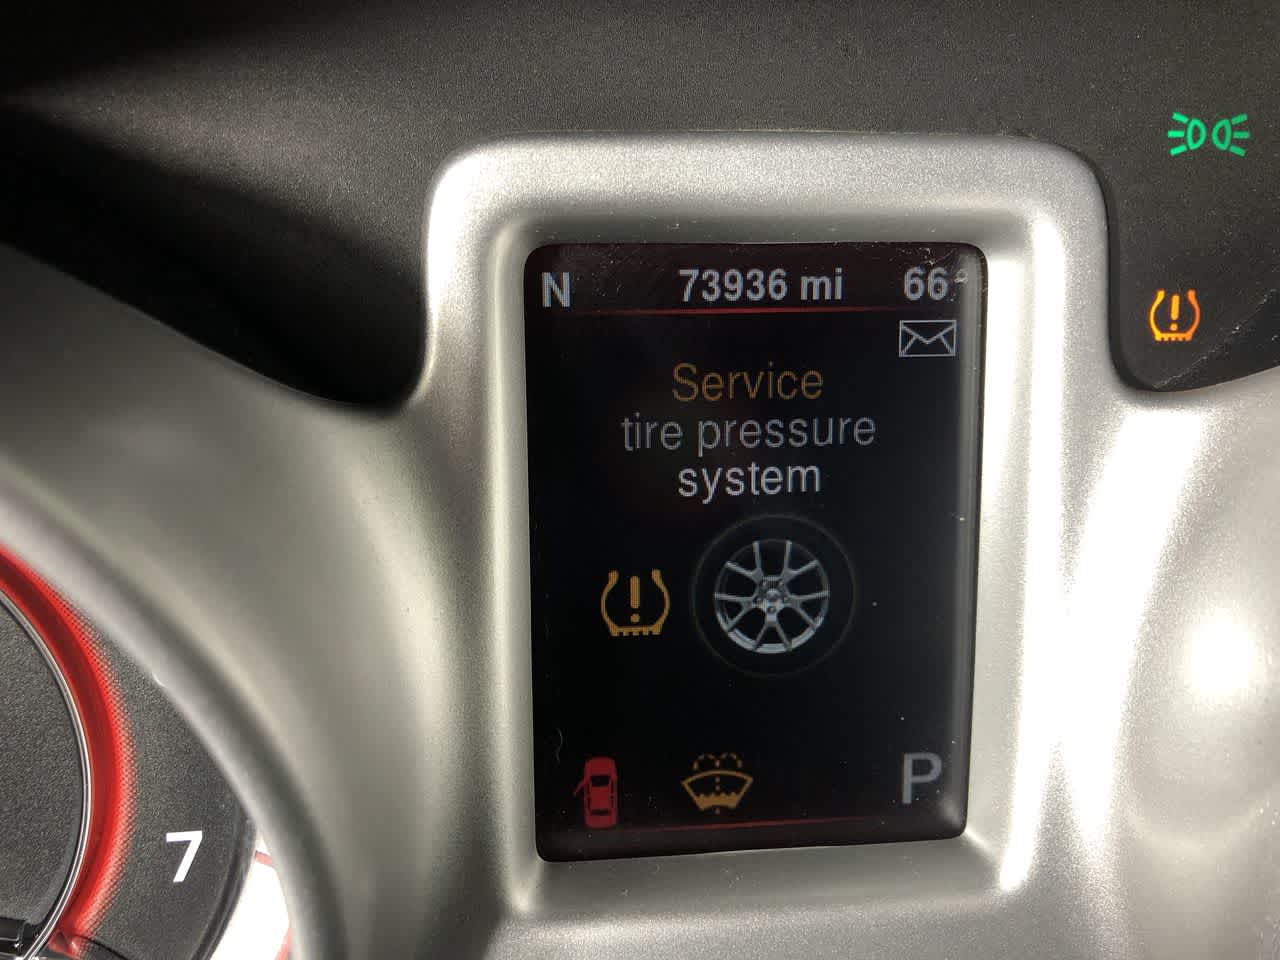 N 73936 mi 66°
Service
tire pressure
system
P
7